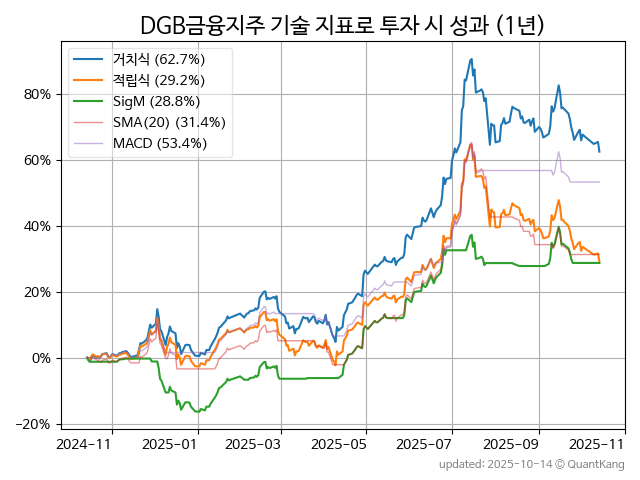 DGB금융지주 기술 지표로 투자 시 성과 (1년)
거치식 (62.7%)
적립식 (29.2%)
SigM (28.8%)
SMA(20) (31.4%)
MACD (53.4%)
80%
60%
40%
20%
0%
−20%
2024-11 2025-01 2025-03 2025-05 2025-07 2025-09 2025-11
updated: 2025-10-14 © QuantKang